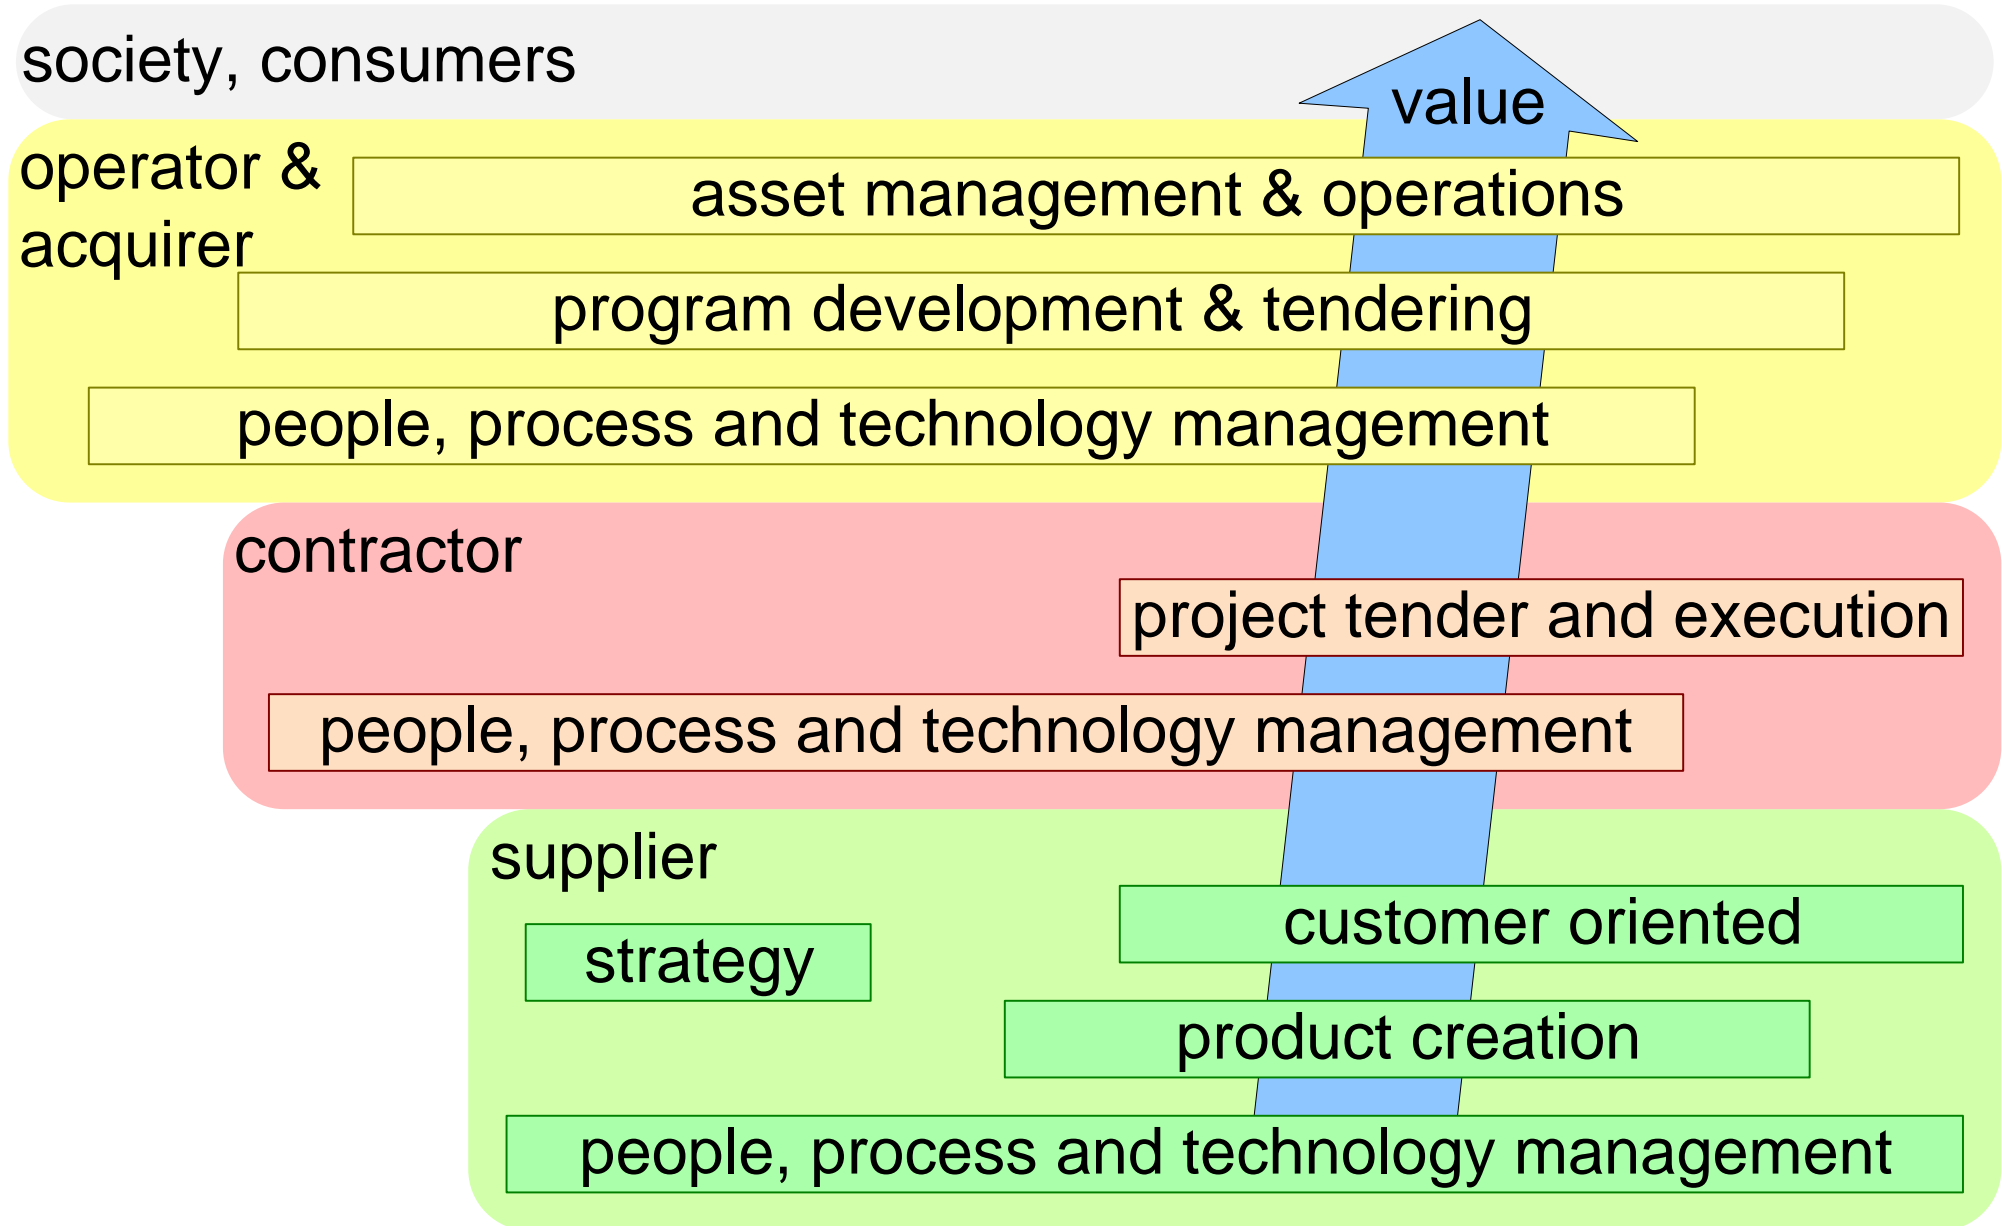 society, consumers
value
operator &
acquirer
asset management & operations
program development & tendering
people, process and technology management
contractor
project tender and execution
people, process and technology management
supplier
customer oriented
strategy
product creation
people, process and technology management